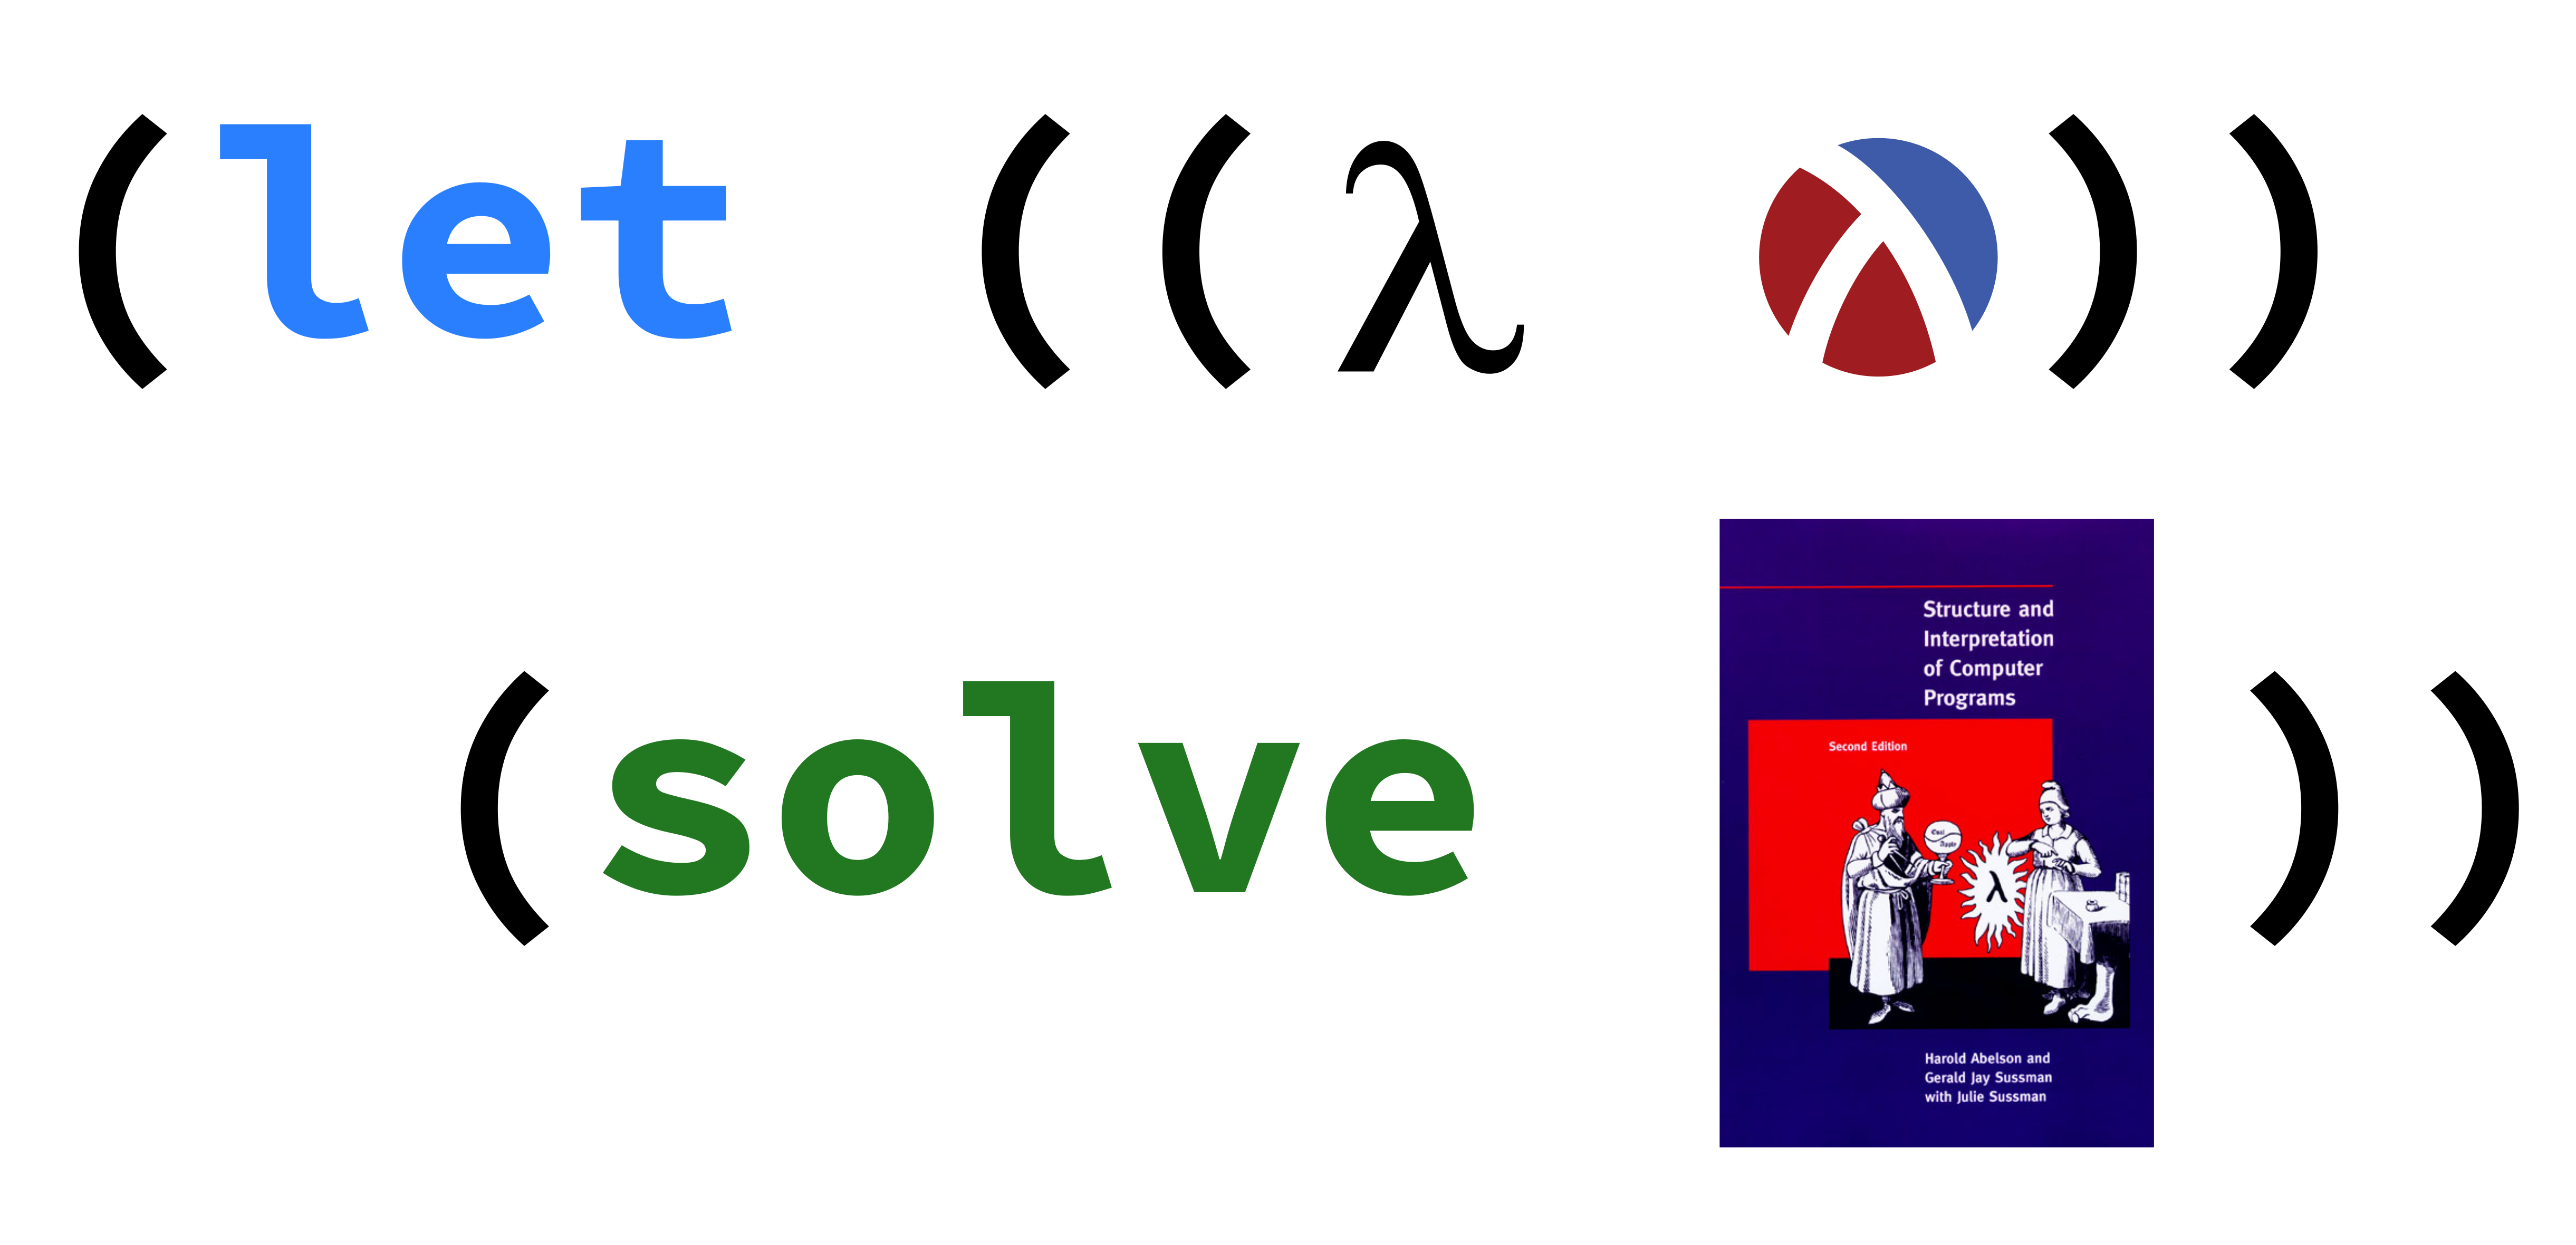 (let ((λ ))
Structure and
Interpretation
of Computer
Programs
(solve ))
Second Edition
Eval
Apply
λ
Harold Abelson and
Gerald Jay Sussman
with Julie Sussman